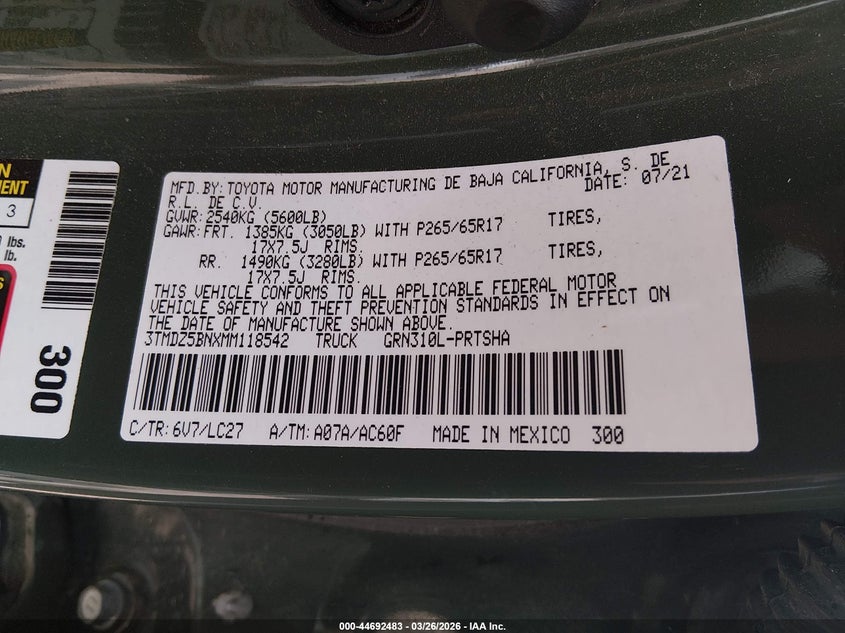 N
MENT
3
lbs.
lb.
S
300
MFD.BY:TOYOTA MOTOR MANUFACTURING DE BAJA CALIFORNIA, S. DE
R.L. DE C.V. DATE: 07/21
GVWR:2540KG (5600LB)
GAWR:FRT. 1385KG (3050LB) WITH P265/65R17 TIRES,
17X7.5J RIMS.
RR. 1490KG (3280LB) WITH P265/65R17 TIRES,
17X7.5J RIMS.
THIS VEHICLE CONFORMS TO ALL APPLICABLE FEDERAL MOTOR
VEHICLE SAFETY AND THEFT PREVENTION STANDARDS IN EFFECT ON
THE DATE OF MANUFACTURE SHOWN ABOVE.
3TMDZ5BNXMM118542 TRUCK GRN310L-PRTSHA
C/TR:6V7/LC27 A/TM:A07A/AC60F MADE IN MEXICO 300
000-44692483 - 03/26/2026 - IAA Inc.